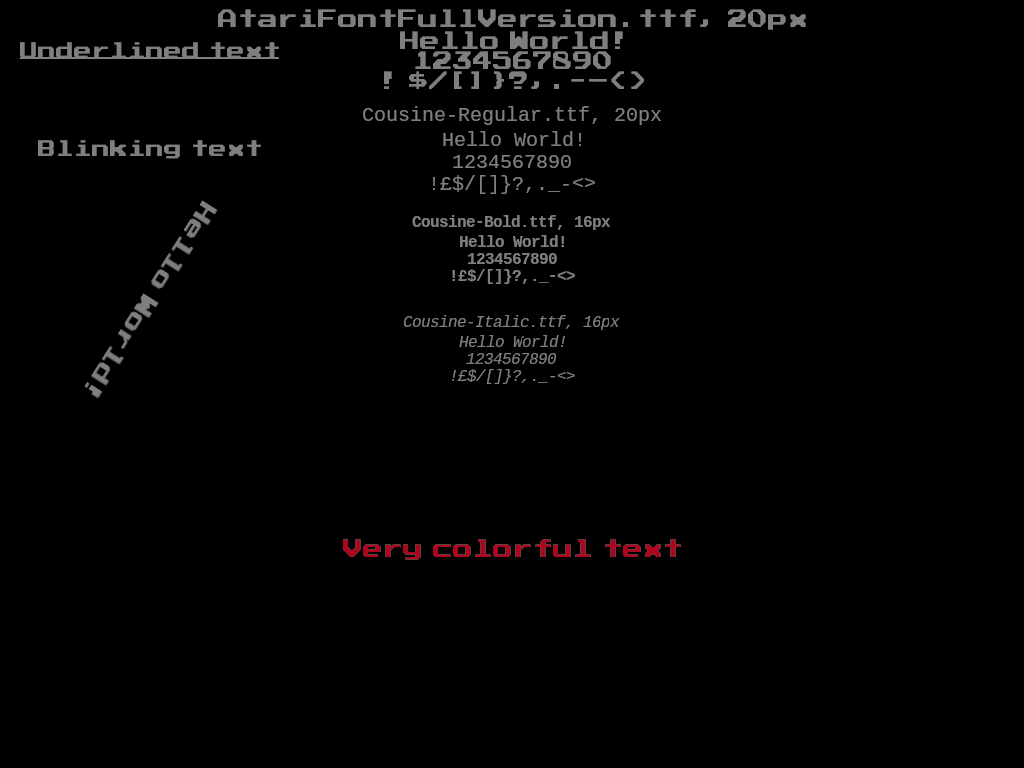 AtariFontFullVersion.ttf, 20px
Hello World!
1234567890
! $/[] }?,.--<>
Underlined text
Cousine-Regular.ttf, 20px
Hello World!
1234567890
!£$/[]}?,._-<>
Blinking text
Cousine-Bold.ttf, 16px
Hello World!
1234567890
!£$/[]}?,._-<>
Hello World!
Cousine-Italic.ttf, 16px
Hello World!
1234567890
!£$/[]}?,._-<>
Very colorful text